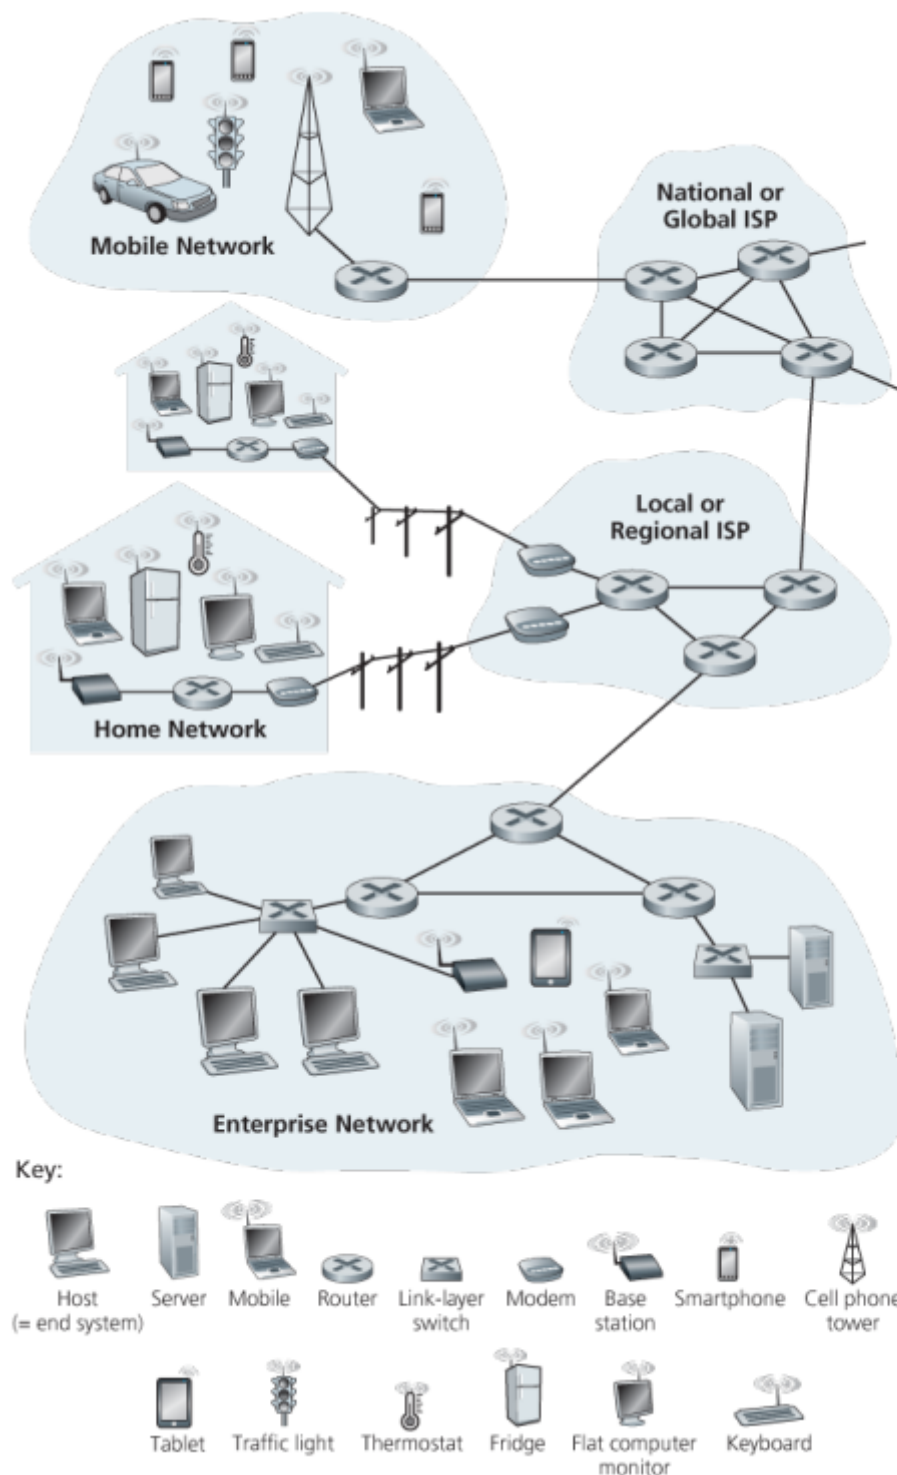 National or
Global ISP
Mobile Network
Local or
Regional ISP
Home Network
Enterprise Network
Key:
Host
(= end system)
Server
Mobile
Router
Link-layer
switch
Modem
Base
station
Smartphone
Cell phone
tower
Tablet
Traffic light
Thermostat
Fridge
Flat computer
monitor
Keyboard